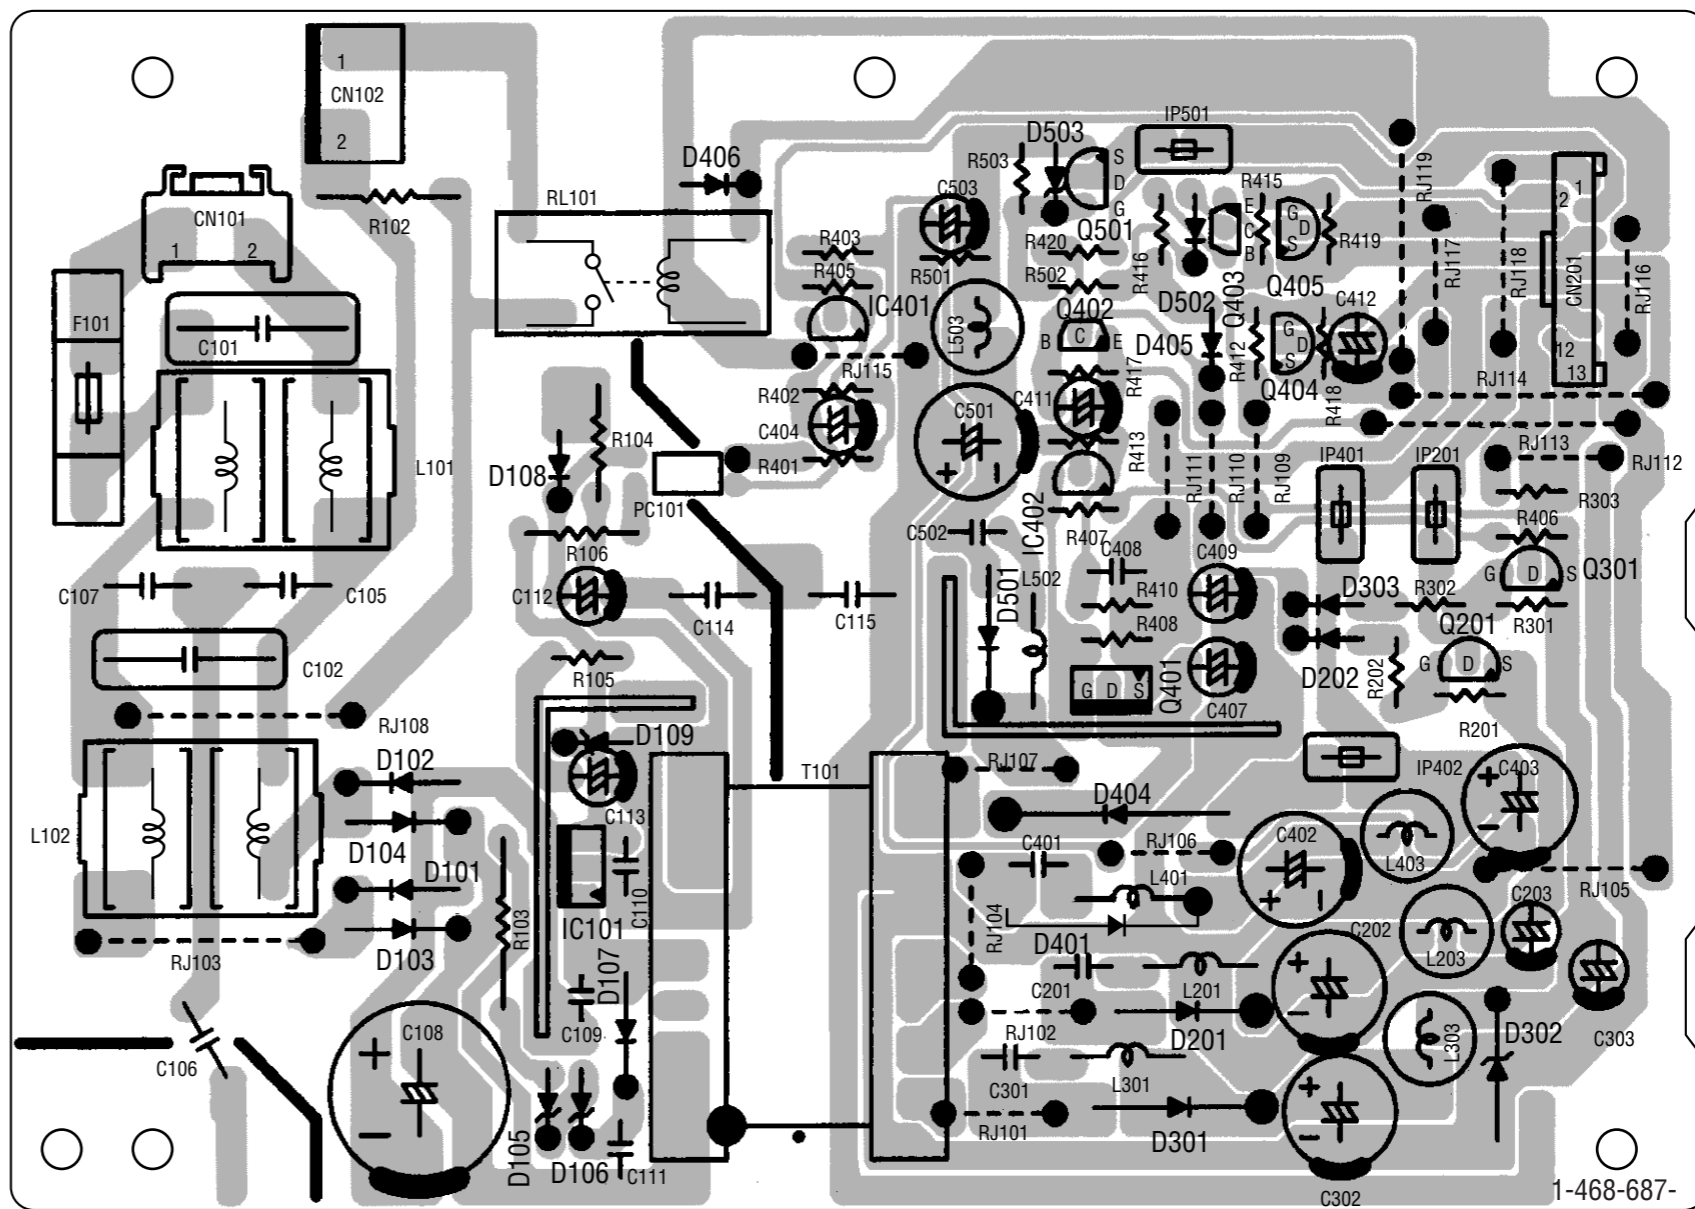 1
CN102
2
IP501
D503
D406
R503
S
D
G
RL101
C503
R415
RJ119
1
2
CN101
1 2
R102
R403
R405
Q501
R420
R502
E
C
B
G
D
S
R419
R416
R501
IC401
Q402
B C E
D502
Q403
Q405
C412
RJ117
RJ118
CN201
RJ116
F101
C101
L503
D405
R412
G
D
S
12
13
RJ115
R417
Q404
R418
RJ114
R402
C404
R401
C501
C411
R413
RJ111
RJ110
RJ109
R104
D108
L101
PC101
IP401
IP201
RJ113
RJ112
R303
R406
C502
IC402
R407
C408
C409
R106
C107
C105
C112
C114
C115
D501
L502
R410
R408
D303
R302
G D S
Q301
R301
Q201
G D S
C102
R105
G D S
Q401
C407
D202
R202
R201
RJ108
D109
D102
T101
RJ107
IP402
C403
L102
C113
D404
D104
D101
C401
RJ106
C402
L403
RJ105
C110
L401
R103
IC101
RJ104
D401
C202
C203
L203
RJ103
D103
D107
C201
L201
C109
RJ102
D201
L303
D302
C303
C106
C108
C301
L301
RJ101
D301
D105
D106
C111
C302
1-468-687-